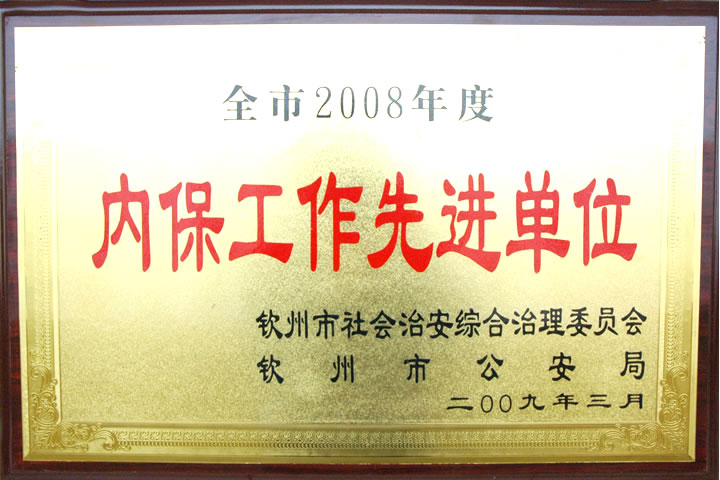 全市2008年度
内保工作先进单位
钦州市社会治安综合治理委员会
钦州市公安局
二00九年三月